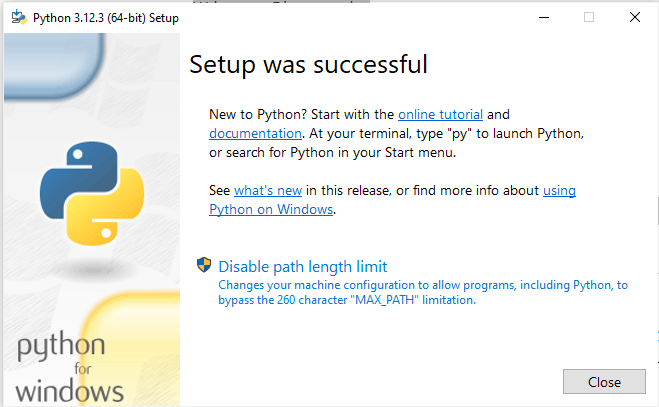 Python 3.12.3 (64-bit) Setup
Setup was successful
New to Python? Start with the online tutorial and
documentation. At your terminal, type "py" to launch Python,
or search for Python in your Start menu.
See what's new in this release, or find more info about using
Python on Windows.
Disable path length limit
Changes your machine configuration to allow programs, including Python, to
bypass the 260 character "MAX_PATH" limitation.
python
for
windows
Close